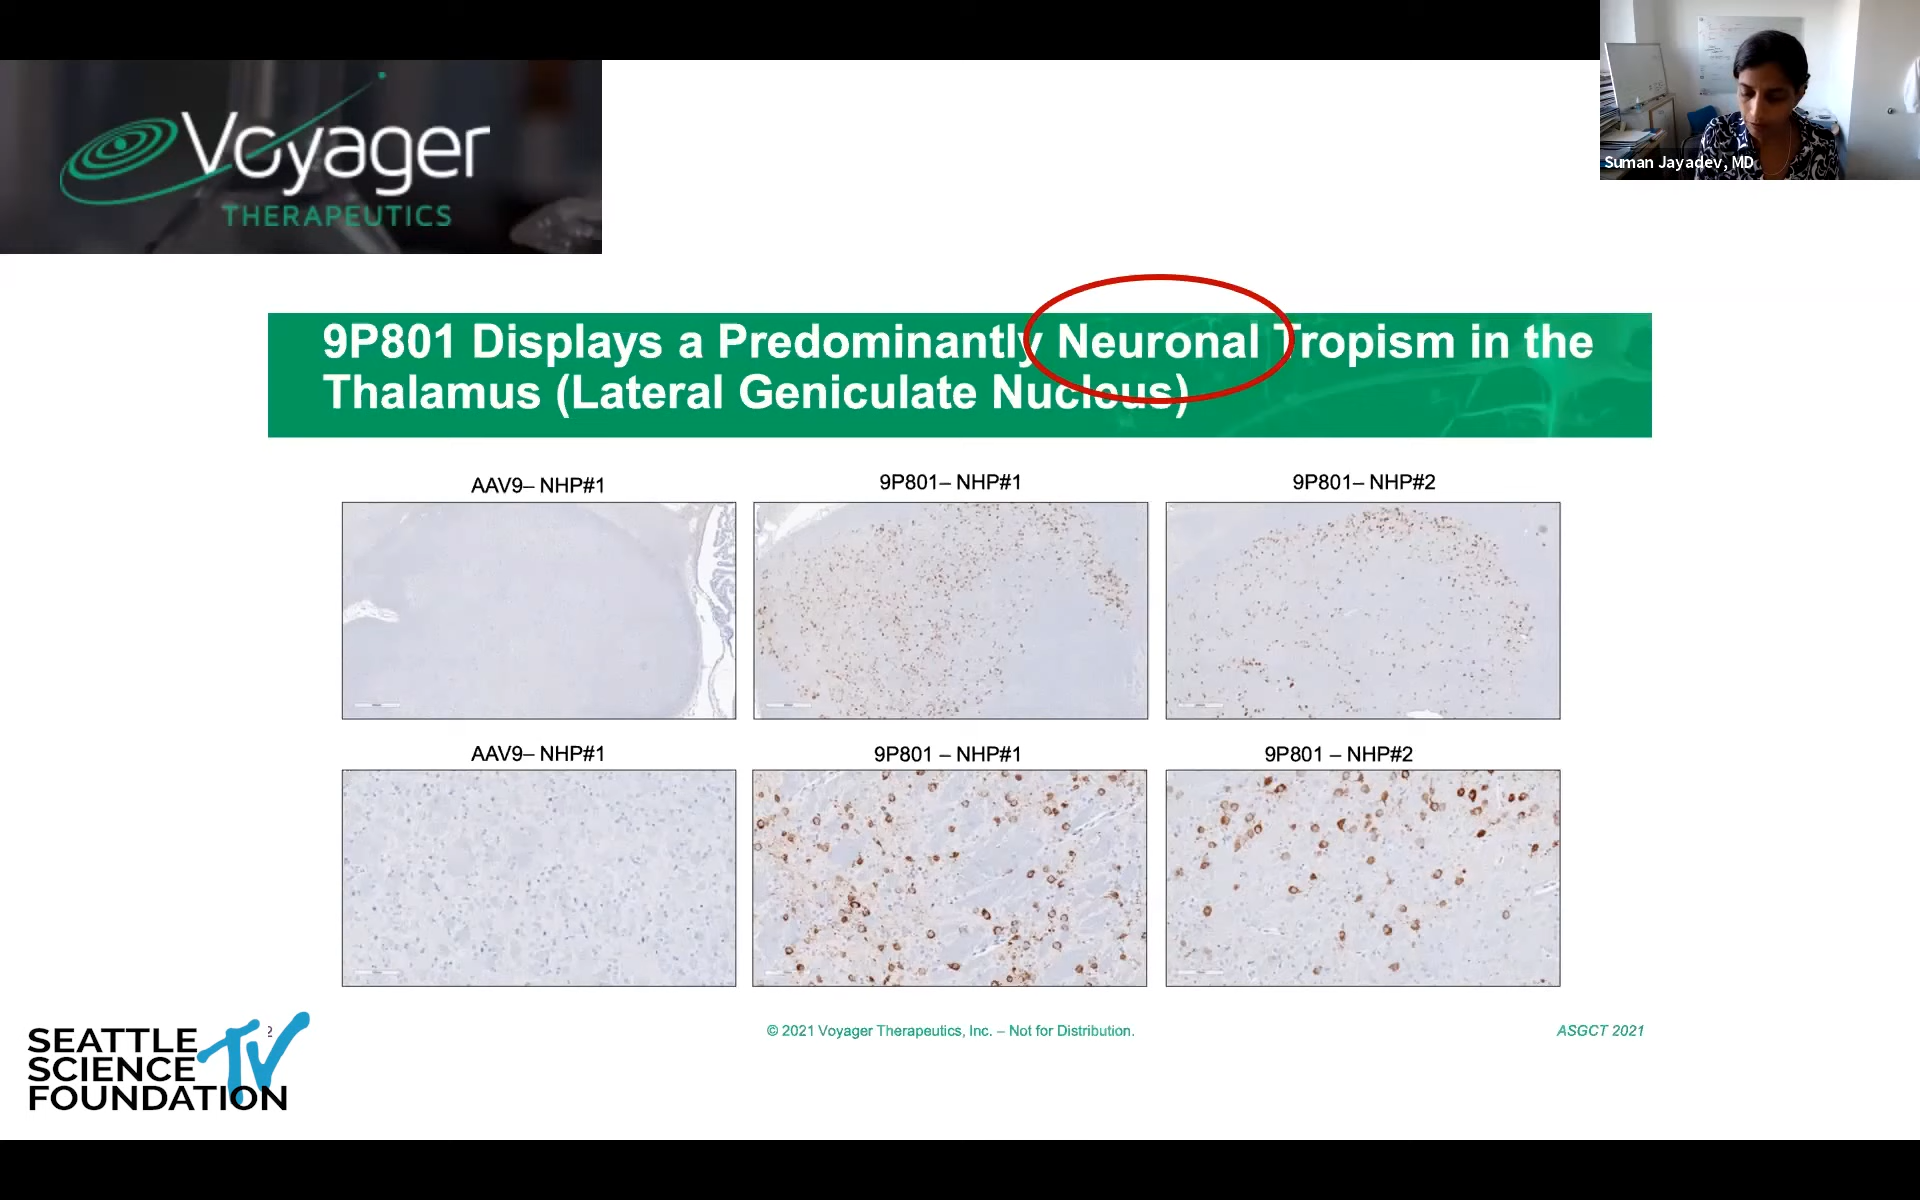 Voyager
THERAPEUTICS
Suman Jayadev, MD
9P801 Displays a Predominantly Neuronal Tropism in the
Thalamus (Lateral Geniculate Nucleus)
AAV9– NHP#1
9P801– NHP#1
9P801– NHP#2
AAV9– NHP#1
9P801 – NHP#1
9P801 – NHP#2
SEATTLE
SCIENCE
FOUNDATION
TV
© 2021 Voyager Therapeutics, Inc. – Not for Distribution.
ASGCT 2021